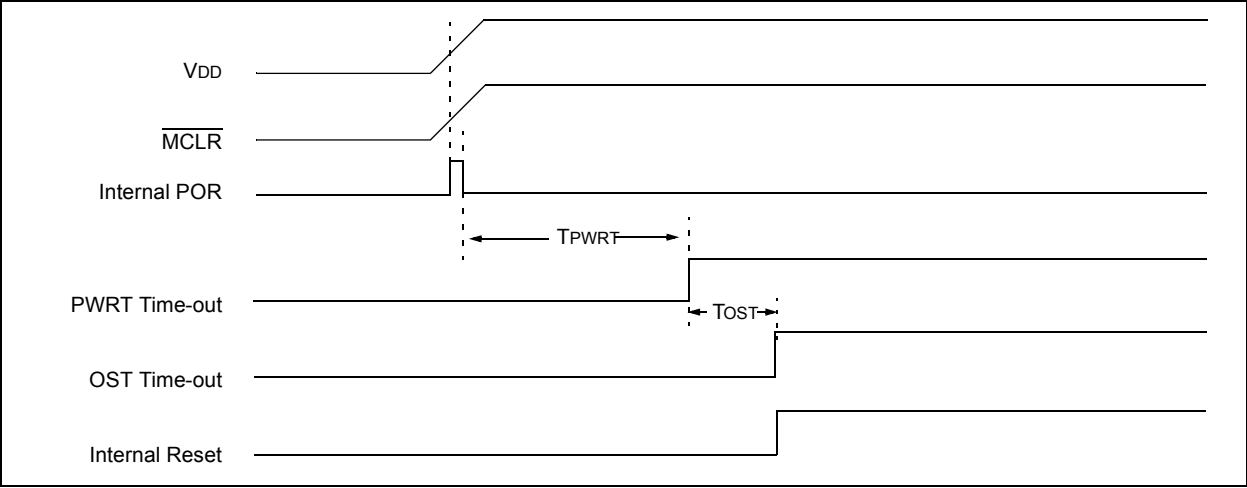 VDD
MCLR
Internal POR
TPWRT
PWRT Time-out
TOST
OST Time-out
Internal Reset